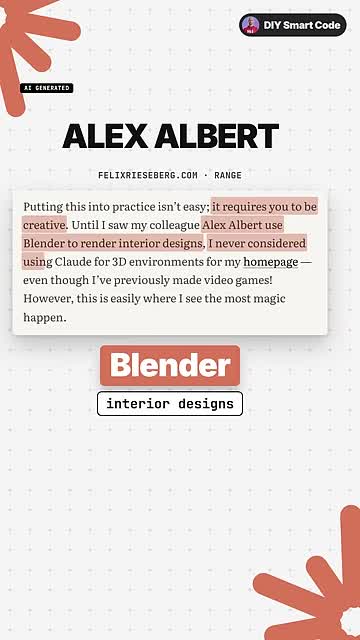 DIY Smart Code
AI GENERATED
ALEX ALBERT
FELIXRIESEBERG.COM · RANGE
Putting this into practice isn’t easy; it requires you to be
creative. Until I saw my colleague Alex Albert use
Blender to render interior designs, I never considered
using Claude for 3D environments for my homepage —
even though I’ve previously made video games!
However, this is easily where I see the most magic
happen.
Blender
interior designs